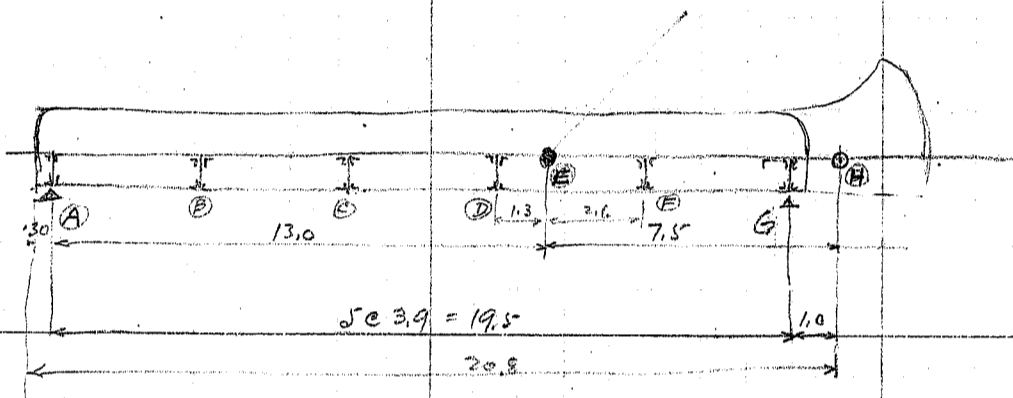 Ⓔ Ⓗ
Ⓐ Ⓑ Ⓒ Ⓓ 1.3 2.6 Ⓕ G
.30 13.0 7.5
5@3.9 = 19.5 1.0
20.8